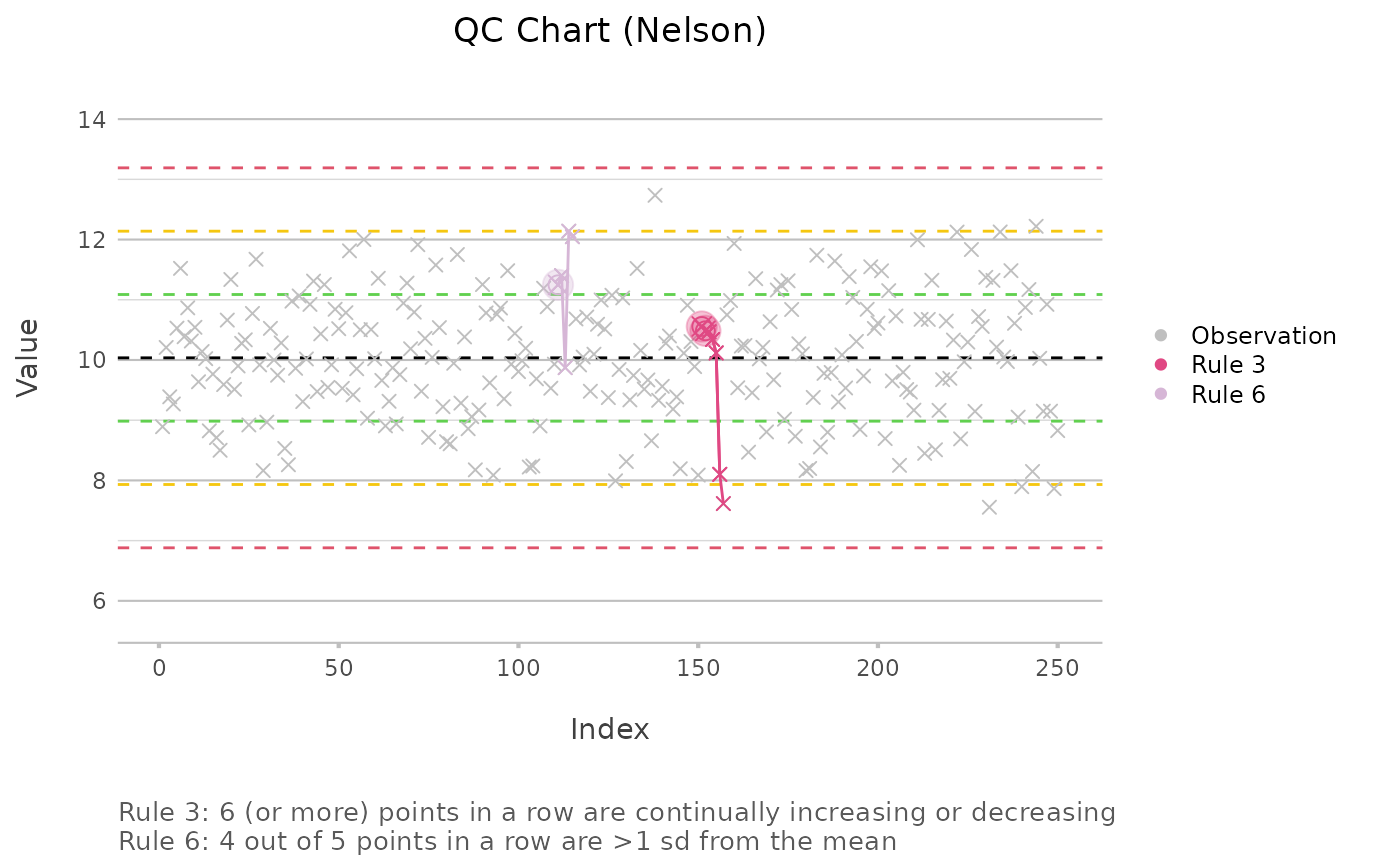 QC Chart (Nelson)
Value
14
12
10
8
6
0 50 100 150 200 250
Index
Observation
Rule 3
Rule 6
Rule 3: 6 (or more) points in a row are continually increasing or decreasing
Rule 6: 4 out of 5 points in a row are >1 sd from the mean